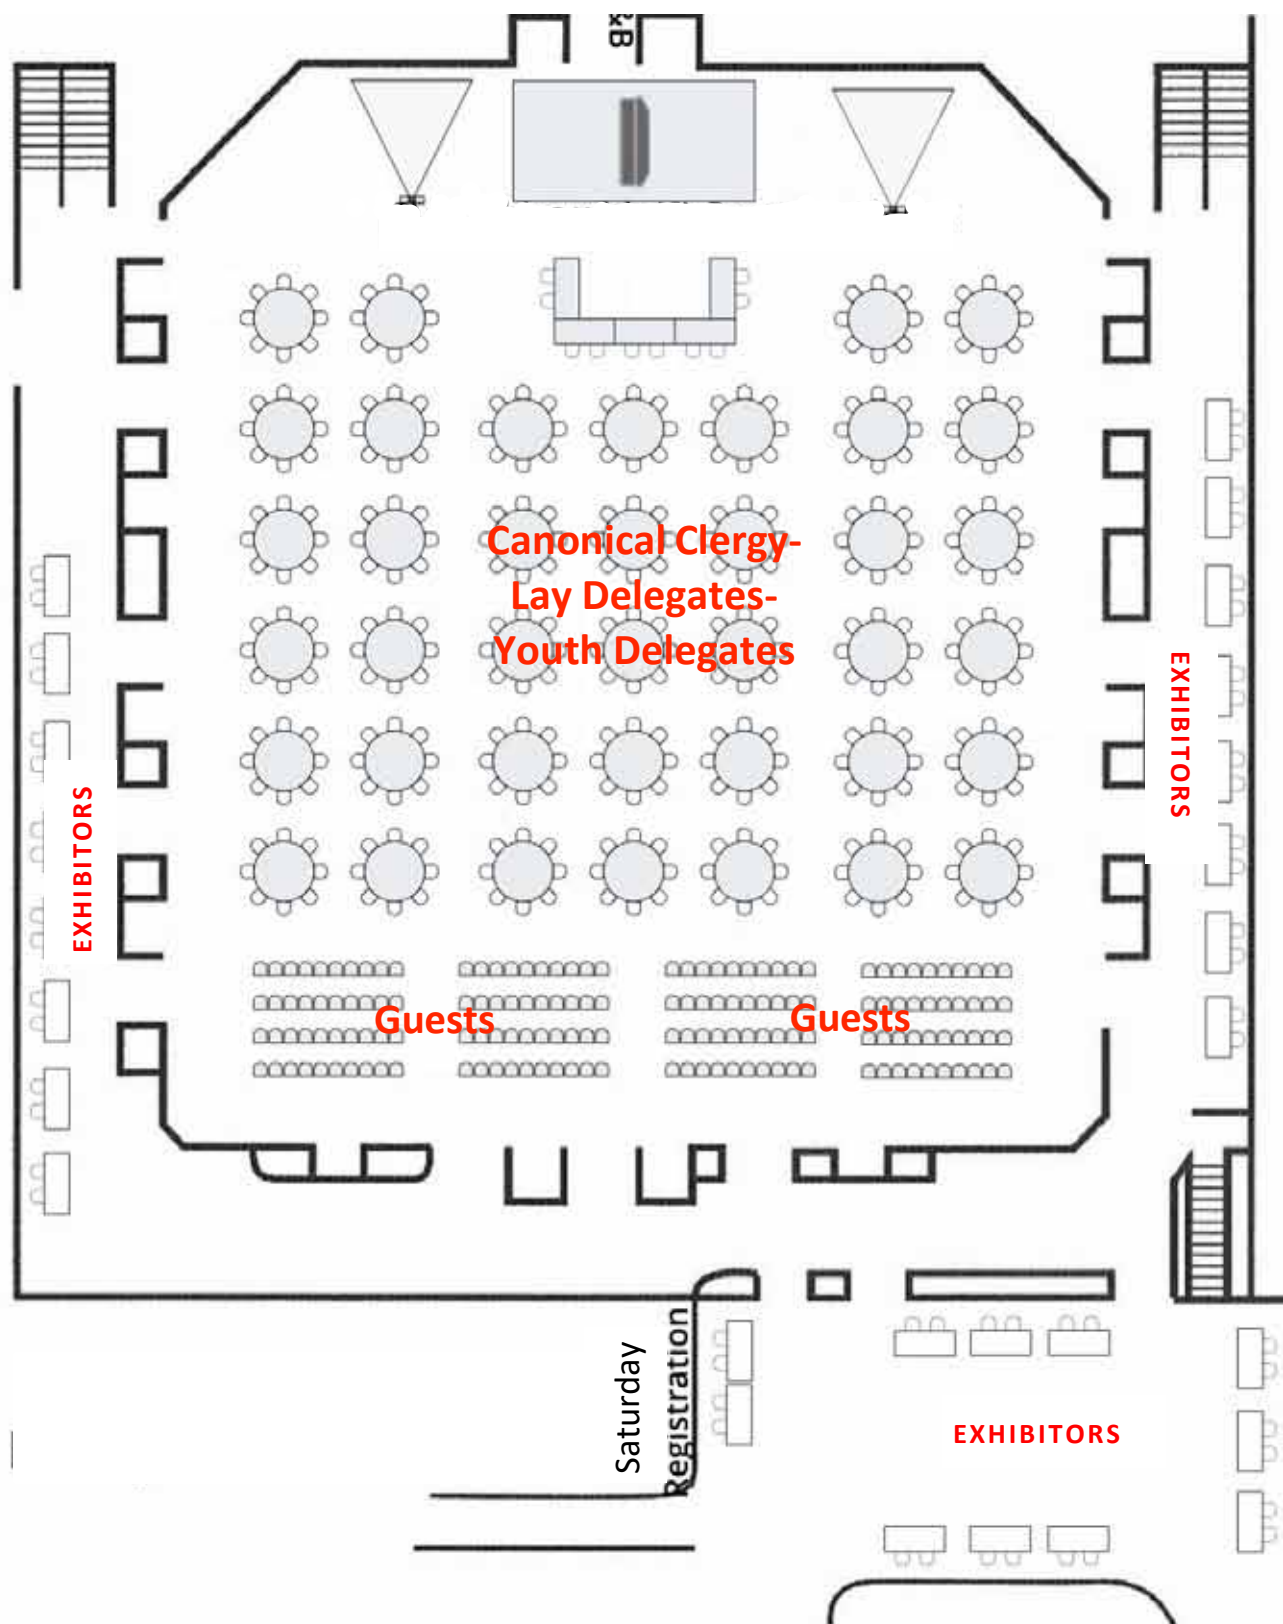 Canonical Clergy-
Lay Delegates-
Youth Delegates
EXHIBITORS
EXHIBITORS
Guests
Guests
Saturday
Registration
EXHIBITORS